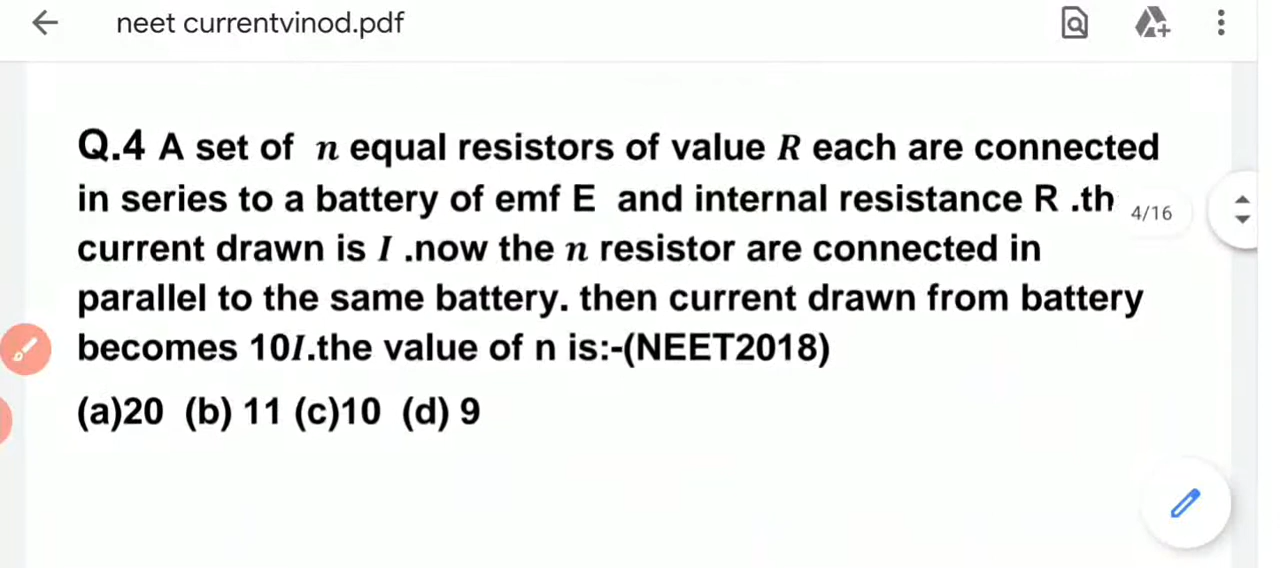 neet currentvinod.pdf
Q.4 A set of n equal resistors of value R each are connected
in series to a battery of emf E and internal resistance R .th
4/16
current drawn is I .now the n resistor are connected in
parallel to the same battery. then current drawn from battery
becomes 10I.the value of n is:-(NEET2018)
(a)20 (b) 11 (c)10 (d) 9